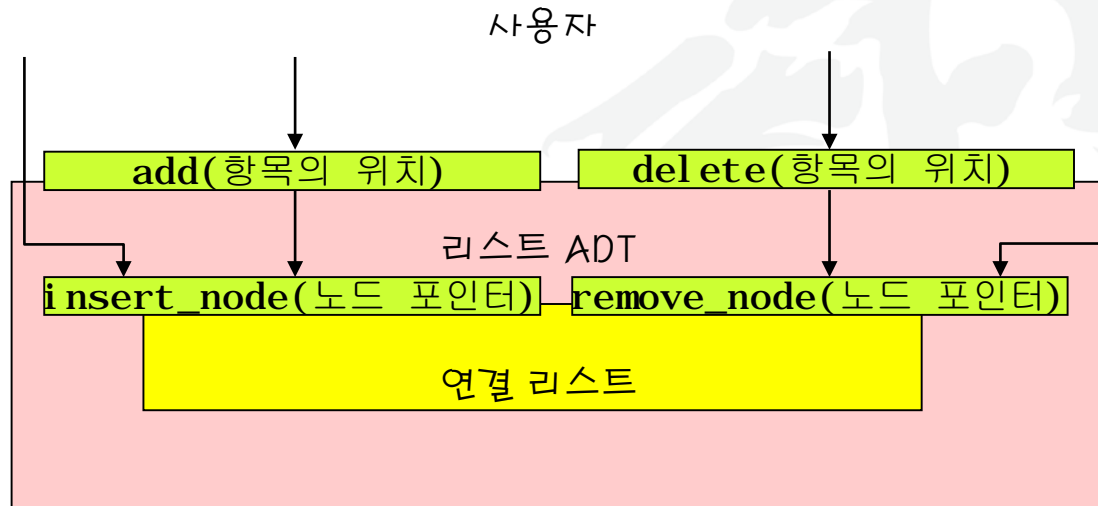 사용자
add(항목의 위치)
delete(항목의 위치)
리스트 ADT
insert_node(노드 포인터)
remove_node(노드 포인터)
연결 리스트